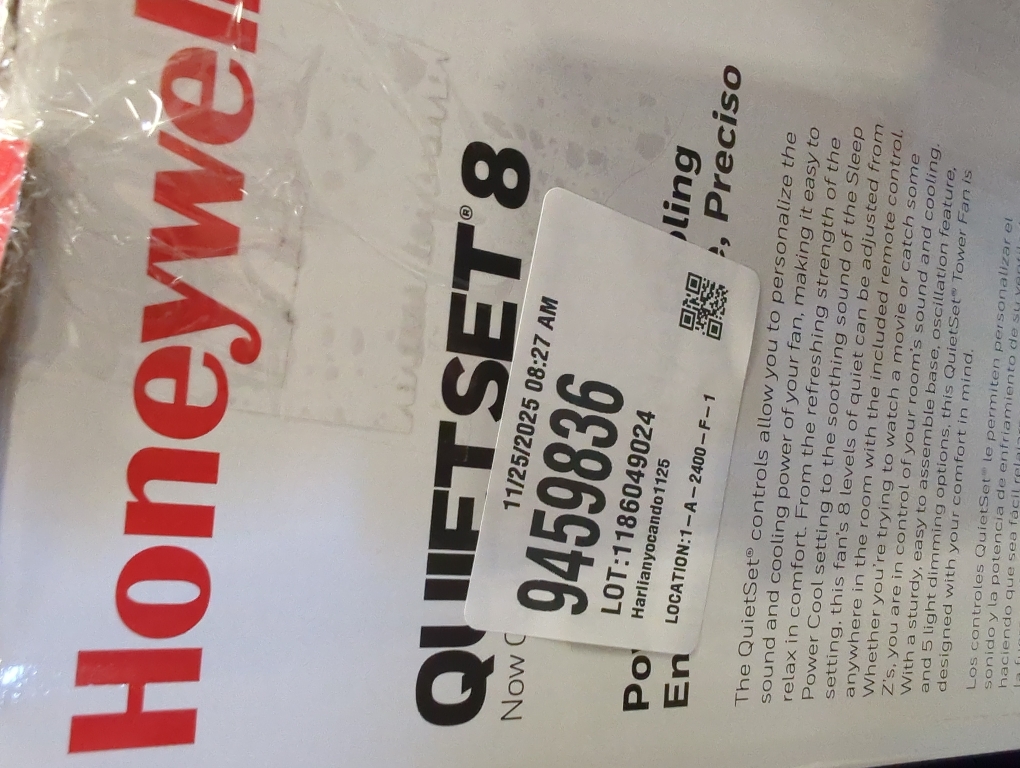 Honeywell
QUIETSET® 8
Now
11/25/2025 08:27 AM
9459836
LOT:1186049024
Harlianyocando1125
LOCATION:1-A-2400-F-1
Preciso
The QuietSet® controls allow you to personalize the
sound and cooling power of your fan, making it easy to
relax in comfort. From the refreshing strength of the
Power Cool setting to the soothing sound of the Sleep
setting, this fan's 8 levels of quiet can be adjusted from
anywhere in the room with the included remote control.
Whether you're trying to watch a movie or catch some
Z's, you are in control of your room's sound and cooling.
With a sturdy, easy to assemble base, oscillation feature,
and 5 light dimming options, this QuietSet® Tower Fan is
designed with your comfort in mind.
Los controles QuietSet® le permiten personalizar el
sonido y la potencia de enfriamiento de su
haciendo que sea fácil